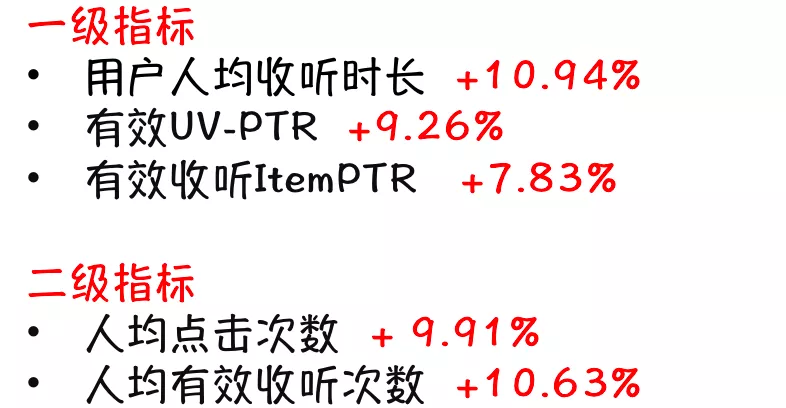 一级指标
• 用户人均收听时长 +10.94%
• 有效UV-PTR +9.26%
• 有效收听ItemPTR +7.83%
二级指标
• 人均点击次数 + 9.91%
• 人均有效收听次数 +10.63%